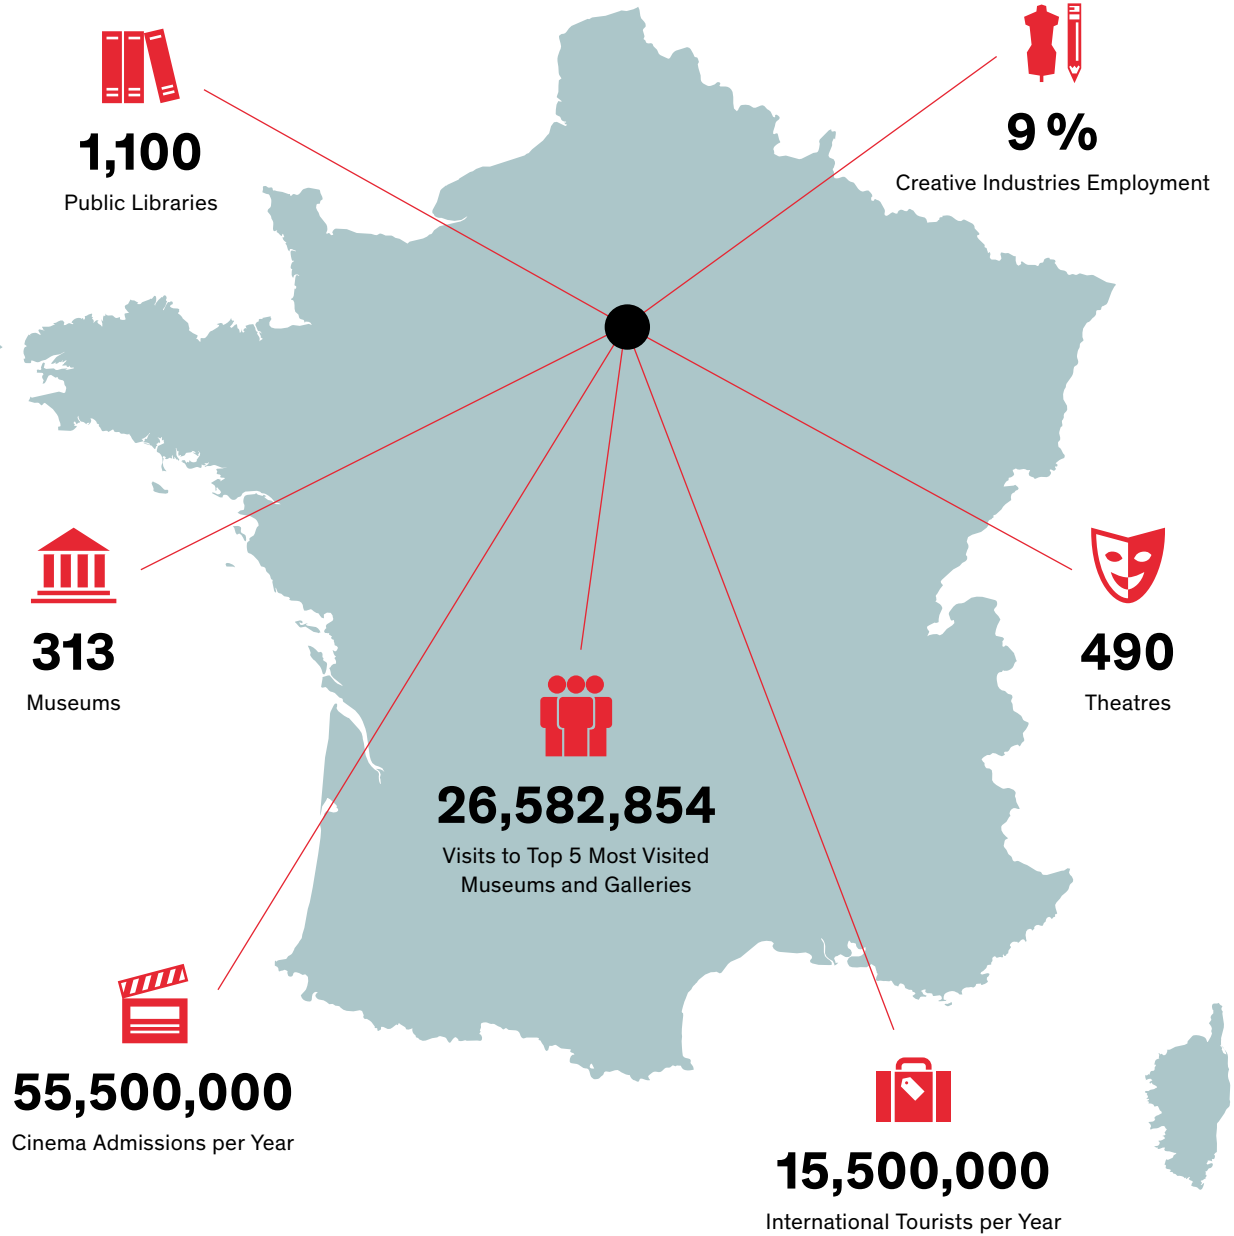 1,100
Public Libraries
9 %
Creative Industries Employment
313
Museums
490
Theatres
26,582,854
Visits to Top 5 Most Visited
Museums and Galleries
55,500,000
Cinema Admissions per Year
15,500,000
International Tourists per Year